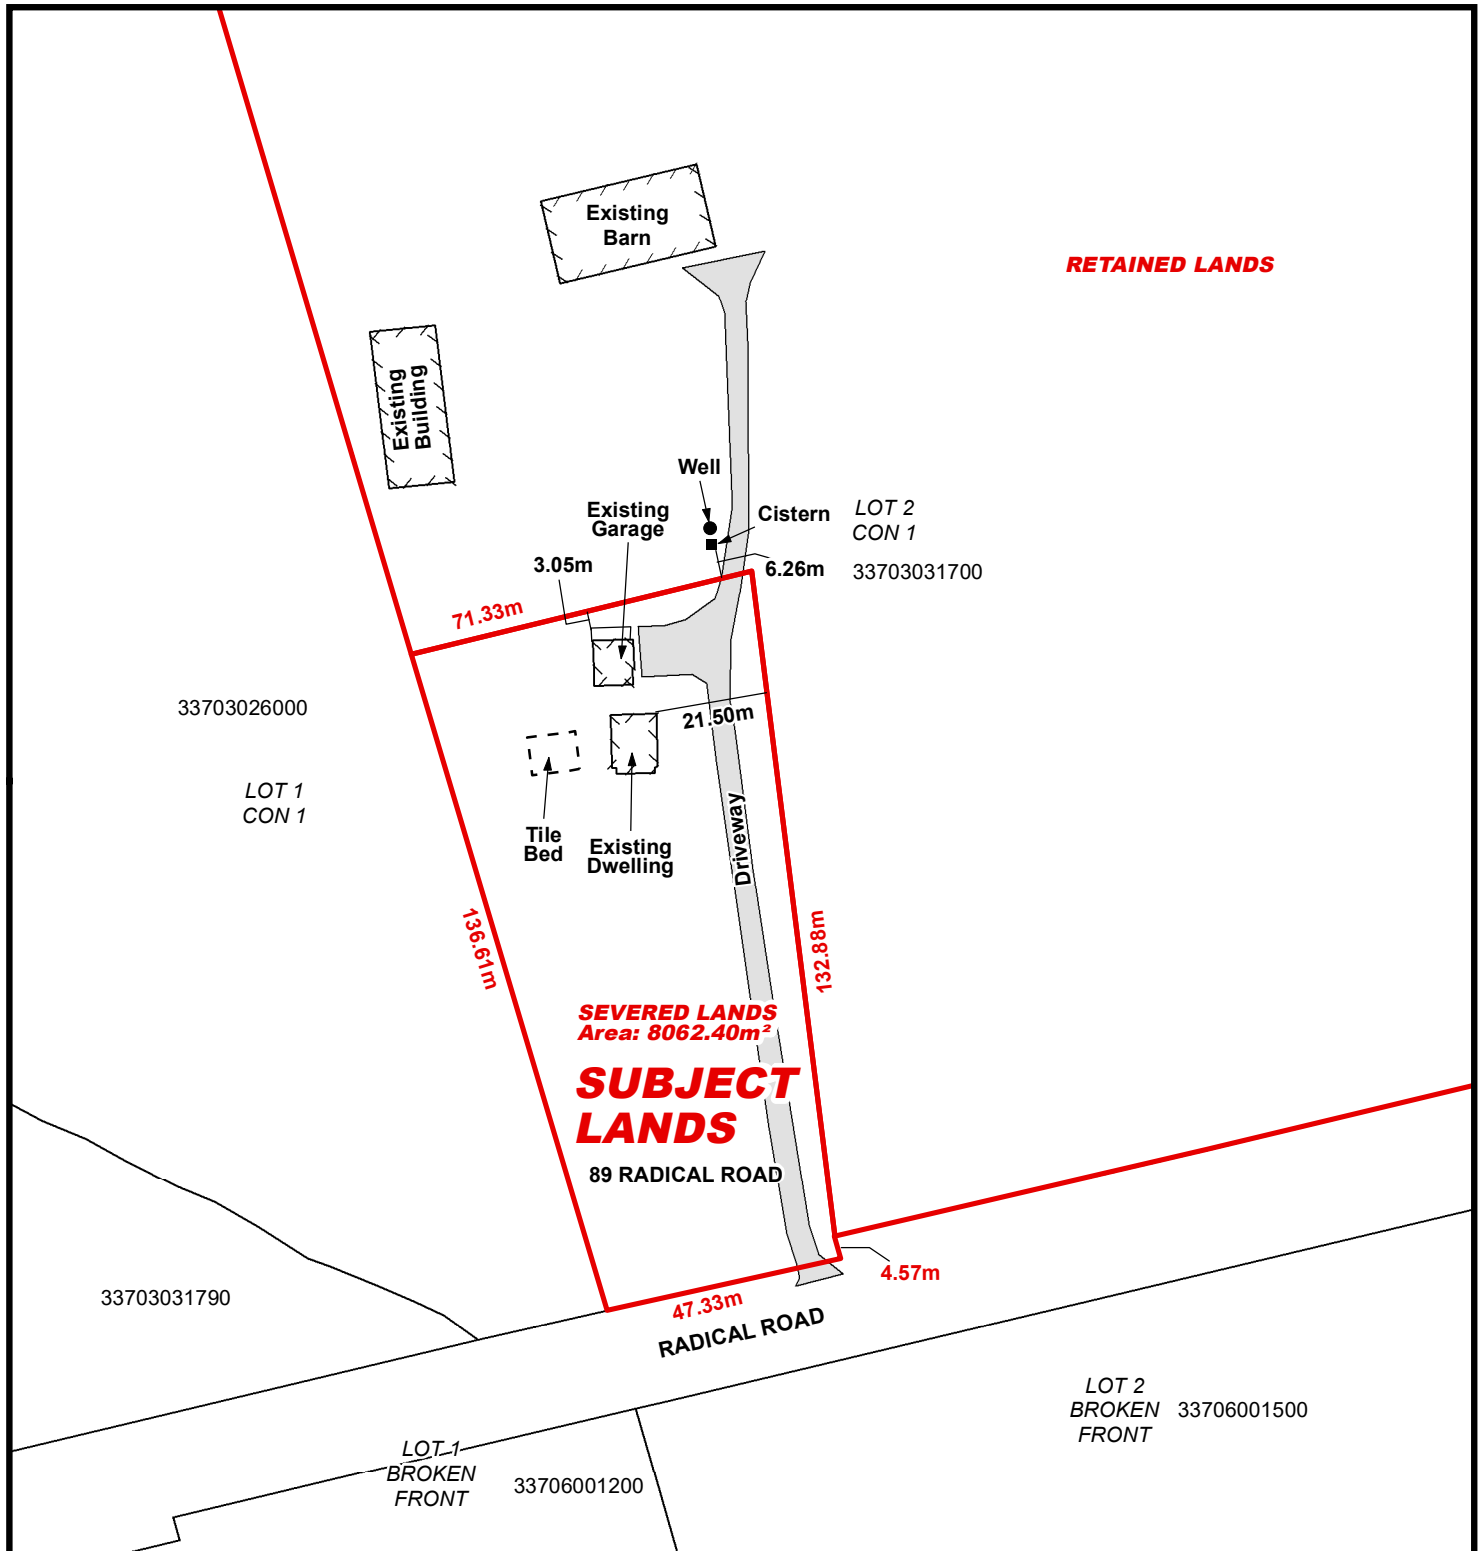 Existing
Barn
RETAINED LANDS
Existing
Building
Well
Existing
Garage
Cistern
LOT 2
CON 1
3.05m
6.26m
33703031700
71.33m
33703026000
21.50m
LOT 1
CON 1
Driveway
Tile
Bed
Existing
Dwelling
136.61m
132.88m
SEVERED LANDS
Area: 8062.40m²
SUBJECT
LANDS
89 RADICAL ROAD
4.57m
33703031790
47.33m
RADICAL ROAD
LOT 2
BROKEN
FRONT
33706001500
LOT 1
BROKEN
FRONT
33706001200